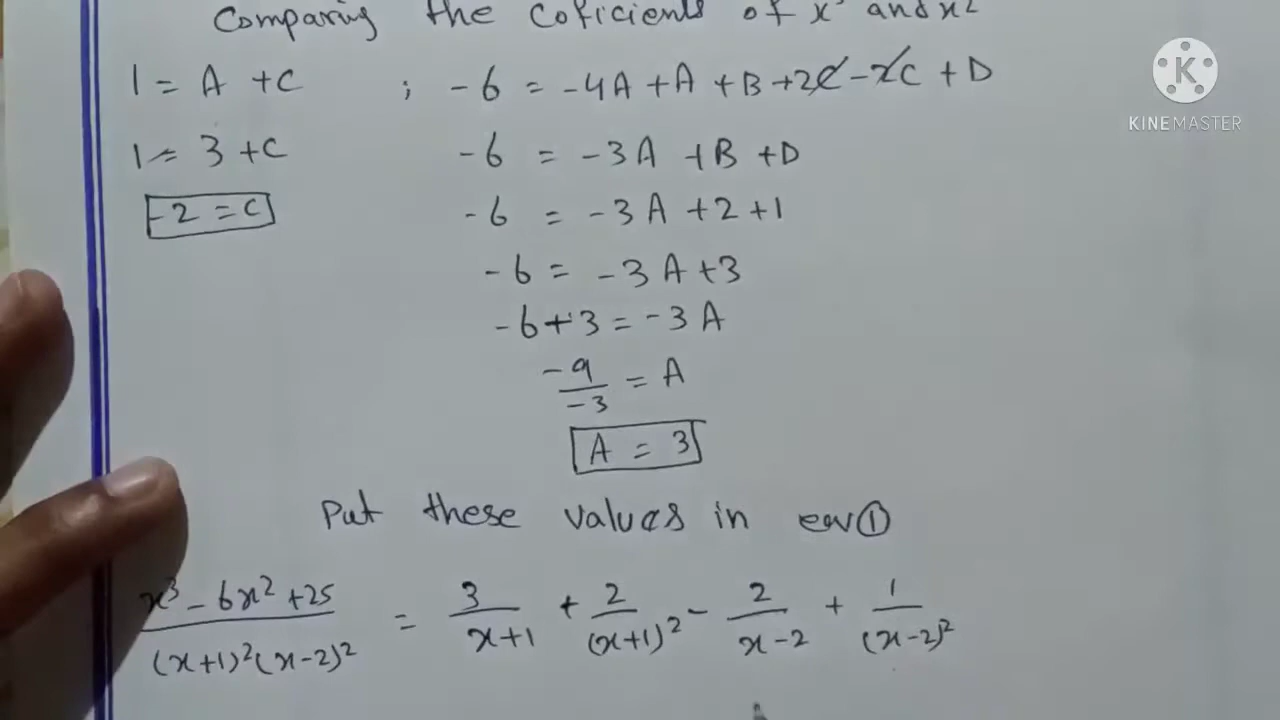 Comparing the Coficients of x³ and x²
1 = A + C ; -6 = -4A + A + B + 2C - 2C + D
1 = 3 + C -6 = -3A + B + D
-2 = C -6 = -3A + 2 + 1
-6 = -3A + 3
-6 + 3 = -3A
-9/-3 = A
A = 3
Put these values in eq ①
x³ - 6x² + 25 / (x+1)²(x-2)² = 3/x+1 + 2/(x+1)² - 2/x-2 + 1/(x-2)²
KINEMASTER